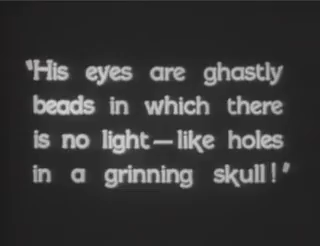 "His eyes are ghastly
beads in which there
is no light—like holes
in a grinning skull!"